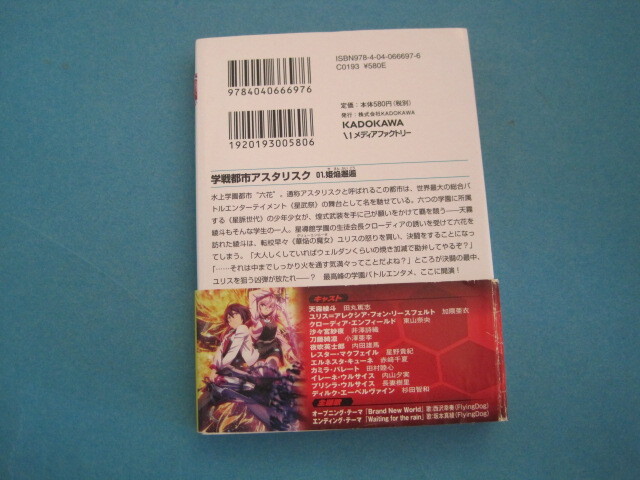 ISBN978-4-04-066697-6
C0193 ¥580E
9784040666976
定価:本体580円(税別)
発行:株式会社KADOKAWA
KADOKAWA
メディアファクトリー
1920193005806
学戦都市アスタリスク 01.姫焔邂逅
水上学園都市“六花”。通称アスタリスクと呼ばれるこの都市は、世界最大の総合バ
トルエンターテイメント《星武祭》の舞台として名を馳せている。六つの学園に所属
する《星脈世代》の少年少女が、煌式武装を手に己が願いをかけて覇を競う――天霧
綾斗もそんな学生の一人。星導館学園の生徒会長クローディアの誘いを受けて六花を
訪れた綾斗は、転校早々《華焔の魔女》ユリスの怒りを買い、決闘をすることになっ
てしまう。「大人しくしていればウェルダンくらいの焼き加減で勘弁してやるぞ?」
「……それは中までしっかり火を通す気満々ってことだよね?」ところが決闘の最中、
ユリスを狙う凶弾が放たれ――? 最高峰の学園バトルエンタメ、ここに開演!
キャスト
天霧綾斗 田丸篤志
ユリス=アレクシア・フォン・リースフェルト 加隈亜衣
クローディア・エンフィールド 東山奈央
沙々宮紗夜 井澤詩織
刀藤綺凛 小澤亜李
夜吹英士郎 内田雄馬
レスター・マクフェイル 星野貴紀
エルネスタ・キューネ 赤﨑千夏
カミラ・パレート 田村睦心
イレーネ・ウルサイス 内山夕実
プリシラ・ウルサイス 長妻樹里
ディルク・エーベルヴァイン 杉田智和
主題歌
オープニング・テーマ 「Brand New World」 歌:西沢幸奏(FlyingDog)
エンディング・テーマ 「Waiting for the rain」 歌:坂本真綾(FlyingDog)